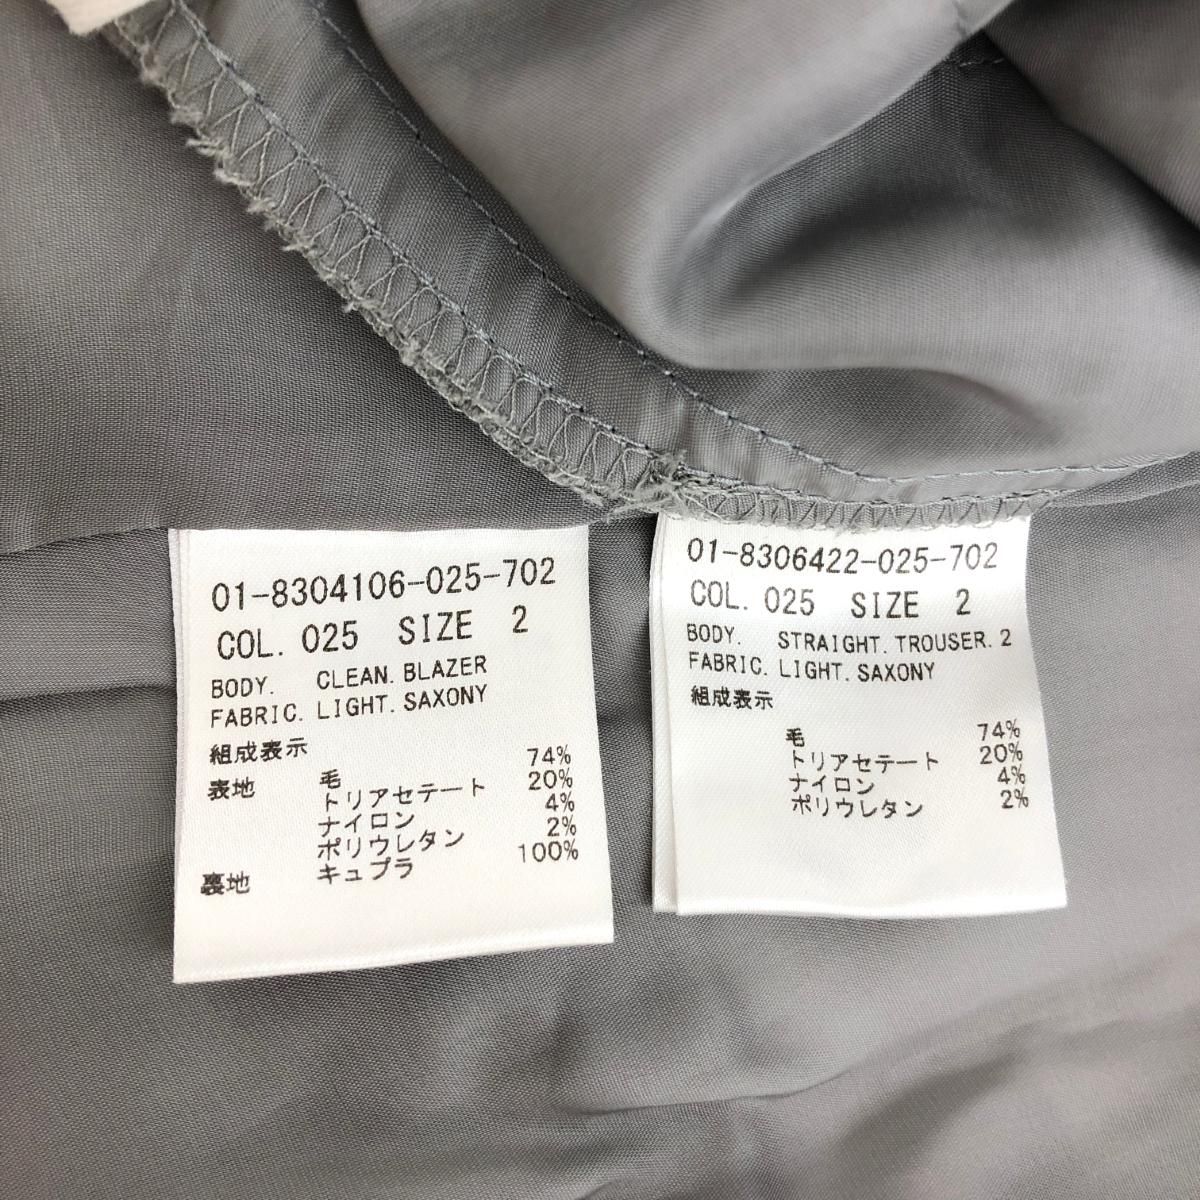 01-8304106-025-702
COL. 025 SIZE 2
BODY. CLEAN. BLAZER
FABRIC. LIGHT. SAXONY
組成表示
表地 毛 74%
トリアセテート 20%
ナイロン 4%
ポリウレタン 2%
裏地 キュプラ 100%
01-8306422-025-702
COL. 025 SIZE 2
BODY. STRAIGHT. TROUSER. 2
FABRIC. LIGHT. SAXONY
組成表示
毛 74%
トリアセテート 20%
ナイロン 4%
ポリウレタン 2%